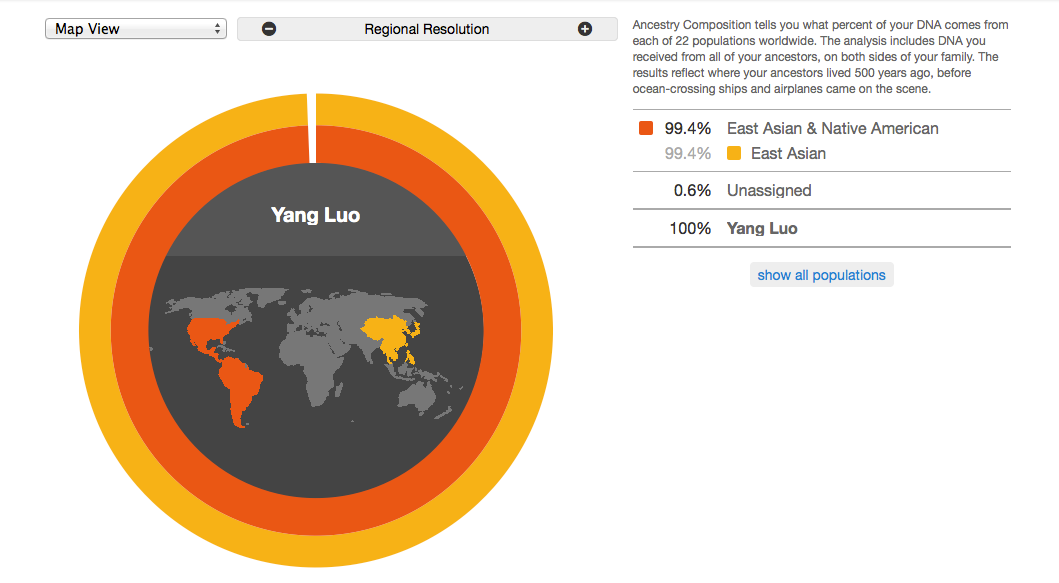 Map View
Regional Resolution
Ancestry Composition tells you what percent of your DNA comes from
each of 22 populations worldwide. The analysis includes DNA you
received from all of your ancestors, on both sides of your family. The
results reflect where your ancestors lived 500 years ago, before
ocean-crossing ships and airplanes came on the scene.
99.4% East Asian & Native American
99.4% East Asian
0.6% Unassigned
100% Yang Luo
show all populations
Yang Luo